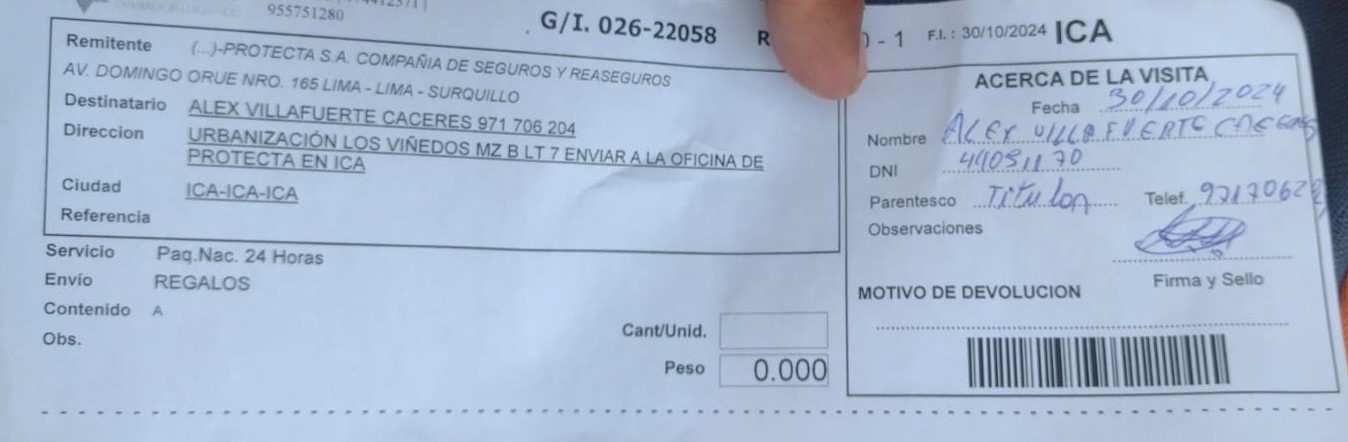 955751280
G/I. 026-22058
- 1 F.I. : 30/10/2024 ICA
Remitente (...)-PROTECTA S.A. COMPAÑIA DE SEGUROS Y REASEGUROS
AV. DOMINGO ORUE NRO. 165 LIMA - LIMA - SURQUILLO
Destinatario ALEX VILLAFUERTE CACERES 971 706 204
Direccion URBANIZACIÓN LOS VIÑEDOS MZ B LT 7 ENVIAR A LA OFICINA DE
PROTECTA EN ICA
Ciudad ICA-ICA-ICA
Referencia
Servicio Paq.Nac. 24 Horas
Envío REGALOS
Contenido A
Obs.
Cant/Unid.
Peso 0.000
ACERCA DE LA VISITA
Fecha 30/10/2024
Nombre ALEX VILLAFUERTE CACERES
DNI
Parentesco Titular Telef.
Observaciones
Firma y Sello
MOTIVO DE DEVOLUCION